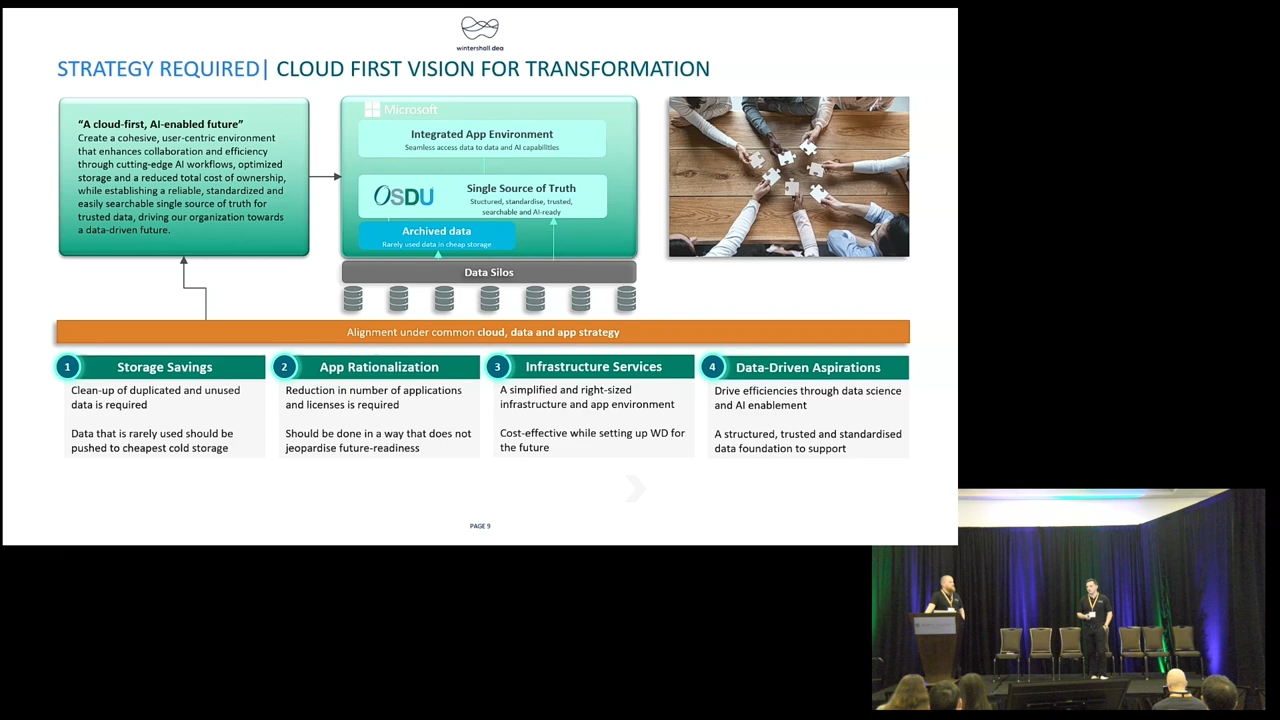 wintershall dea
STRATEGY REQUIRED| CLOUD FIRST VISION FOR TRANSFORMATION
“A cloud-first, AI-enabled future”
Create a cohesive, user-centric environment
that enhances collaboration and efficiency
through cutting-edge AI workflows, optimized
storage and a reduced total cost of ownership,
while establishing a reliable, standardized and
easily searchable single source of truth for
trusted data, driving our organization towards
a data-driven future.
Microsoft
Integrated App Environment
Seamless access data to data and AI capabilities
OSDU
Single Source of Truth
Stuctured, standardise, trusted,
searchable and AI-ready
Archived data
Rarely used data in cheap storage
Data Silos
Alignment under common cloud, data and app strategy
1 Storage Savings
Clean-up of duplicated and unused
data is required
Data that is rarely used should be
pushed to cheapest cold storage
2 App Rationalization
Reduction in number of applications
and licenses is required
Should be done in a way that does not
jeopardise future-readiness
3 Infrastructure Services
A simplified and right-sized
infrastructure and app environment
Cost-effective while setting up WD for
the future
4 Data-Driven Aspirations
Drive efficiencies through data science
and AI enablement
A structured, trusted and standardised
data foundation to support
PAGE 9